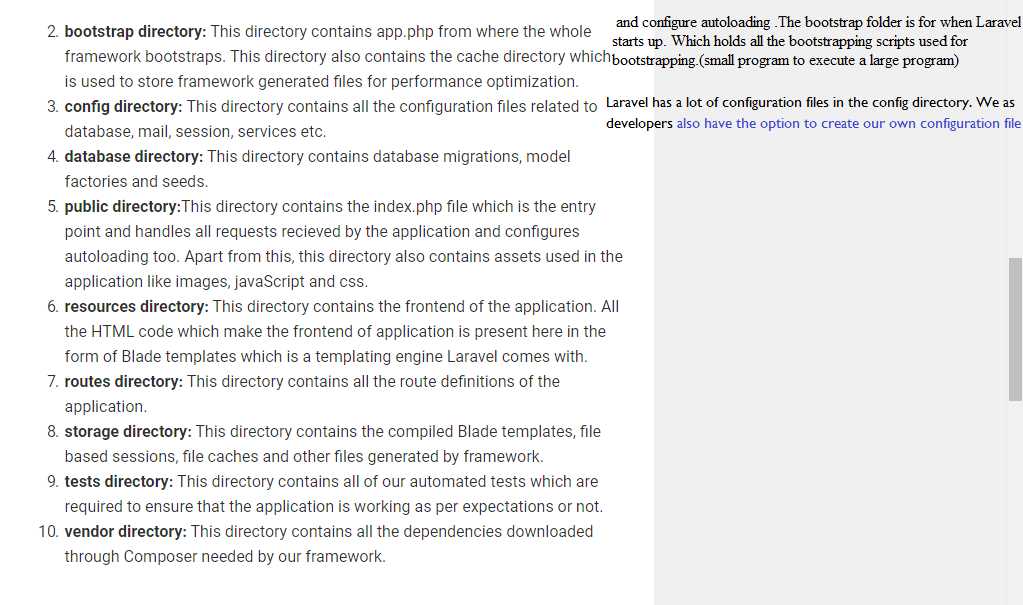 2. bootstrap directory: This directory contains app.php from where the whole
framework bootstraps. This directory also contains the cache directory which
is used to store framework generated files for performance optimization.
3. config directory: This directory contains all the configuration files related to
database, mail, session, services etc.
4. database directory: This directory contains database migrations, model
factories and seeds.
5. public directory:This directory contains the index.php file which is the entry
point and handles all requests recieved by the application and configures
autoloading too. Apart from this, this directory also contains assets used in the
application like images, javaScript and css.
6. resources directory: This directory contains the frontend of the application. All
the HTML code which make the frontend of application is present here in the
form of Blade templates which is a templating engine Laravel comes with.
7. routes directory: This directory contains all the route definitions of the
application.
8. storage directory: This directory contains the compiled Blade templates, file
based sessions, file caches and other files generated by framework.
9. tests directory: This directory contains all of our automated tests which are
required to ensure that the application is working as per expectations or not.
10. vendor directory: This directory contains all the dependencies downloaded
through Composer needed by our framework.
and configure autoloading .The bootstrap folder is for when Laravel
starts up. Which holds all the bootstrapping scripts used for
bootstrapping.(small program to execute a large program)
Laravel has a lot of configuration files in the config directory. We as
developers also have the option to create our own configuration file